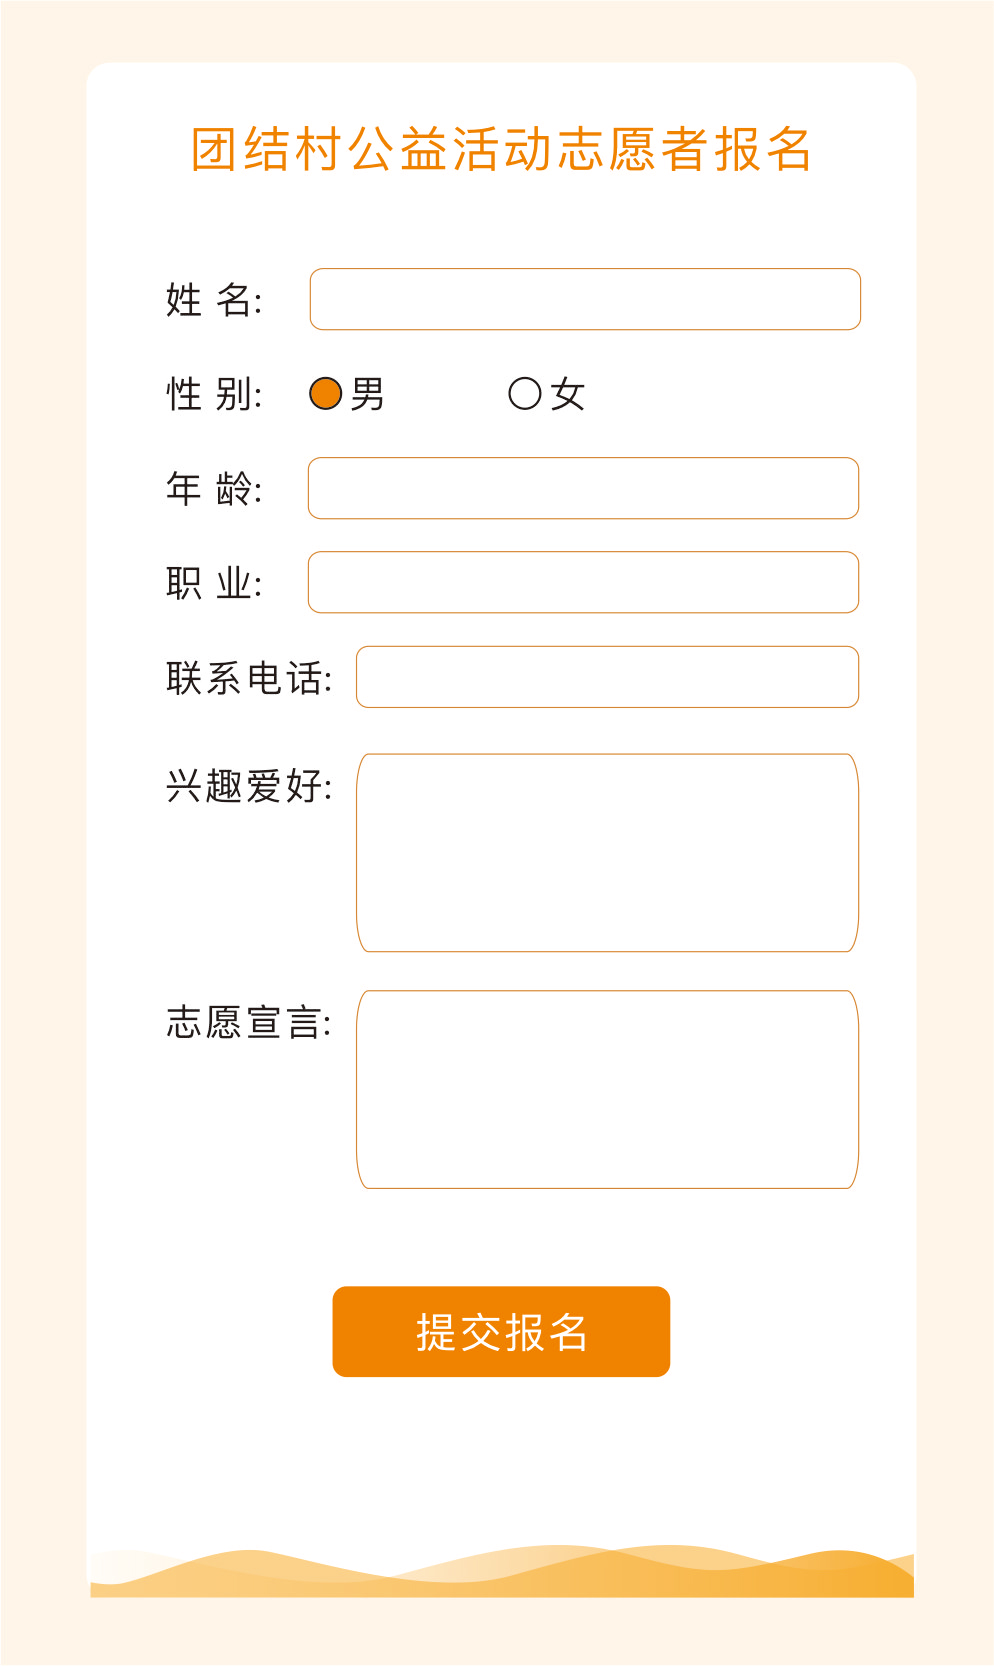 团结村公益活动志愿者报名
姓 名:
性 别: 男 女
年 龄:
职 业:
联系电话:
兴趣爱好:
志愿宣言:
提交报名